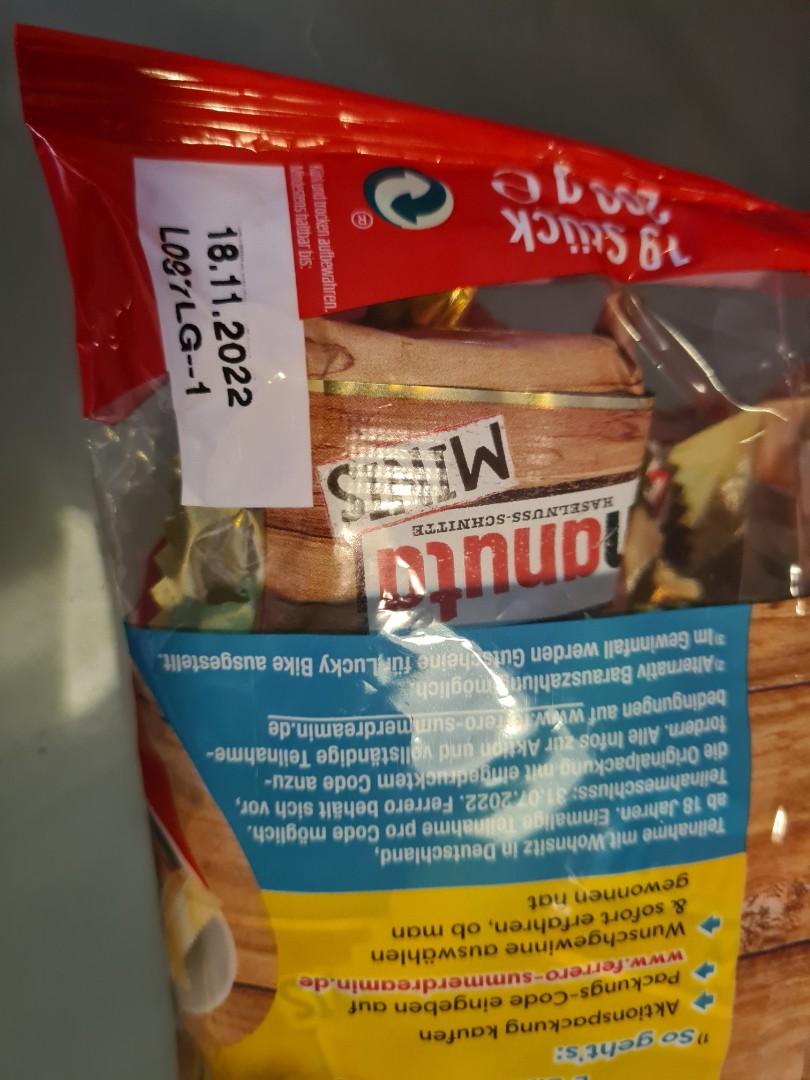 19 Stück
200 g ℮
®
Kühl und trocken aufbewahren.
Mindestens haltbar bis:
18.11.2022
L097LG--1
MINIS
HASELNUSS-SCHNITTE
anuta
1) So geht's:
Aktionspackung kaufen
Packungs-Code eingeben auf
www.ferrero-summerdreamin.de
Wunschgewinne auswählen
& sofort erfahren, ob man
gewonnen hat
Teilnahme mit Wohnsitz in Deutschland,
ab 18 Jahren. Einmalige Teilnahme pro Code möglich.
Teilnahmeschluss: 31.07.2022. Ferrero behält sich vor,
die Originalpackung mit eingedrucktem Code anzu-
fordern. Alle Infos zur Aktion und vollständige Teilnahme-
bedingungen auf www.ferrero-summerdreamin.de
2) Alternativ Barauszahlung möglich.
3) Im Gewinnfall werden Gutscheine für Lucky Bike ausgestellt.